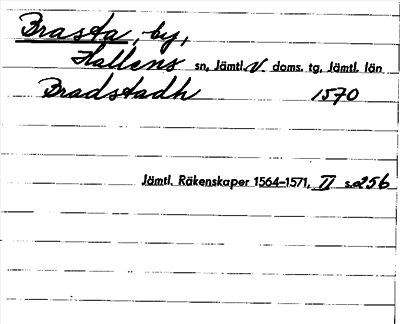 Brasta, by,
Hallens sn, Jämtl. V. doms. tg, Jämtl. län
Bradstadh 1570
Jämtl. Räkenskaper 1564–1571, II s. 256